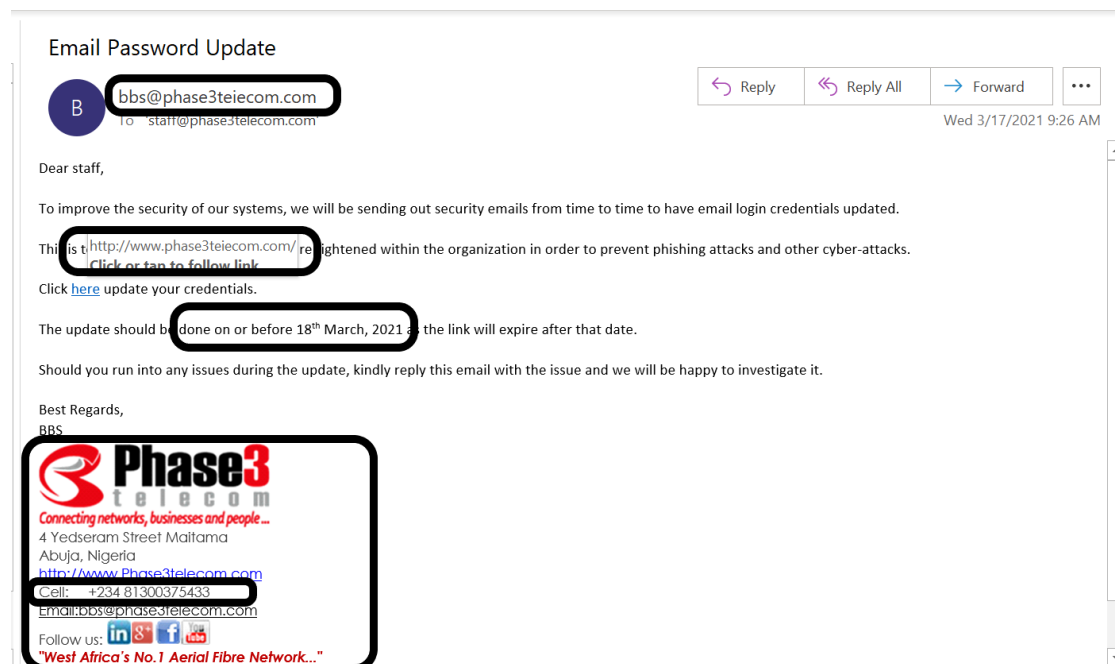 Email Password Update
B
bbs@phase3teiecom.com
To 'staff@phase3telecom.com'
Reply
Reply All
Forward
Wed 3/17/2021 9:26 AM
Dear staff,
To improve the security of our systems, we will be sending out security emails from time to time to have email login credentials updated.
http://www.phase3teiecom.com/
Click or tap to follow link
is t re tightened within the organization in order to prevent phishing attacks and other cyber-attacks.
Click here update your credentials.
The update should be done on or before 18th March, 2021 as the link will expire after that date.
Should you run into any issues during the update, kindly reply this email with the issue and we will be happy to investigate it.
Best Regards,
BBS
Phase3
telecom
Connecting networks, businesses and people...
4 Yedseram Street Maitama
Abuja, Nigeria
http://www.Phase3telecom.com
Cell: +234 81300375433
Email:bbs@phase3telecom.com
Follow us: in g+ f You Tube
"West Africa's No.1 Aerial Fibre Network..."